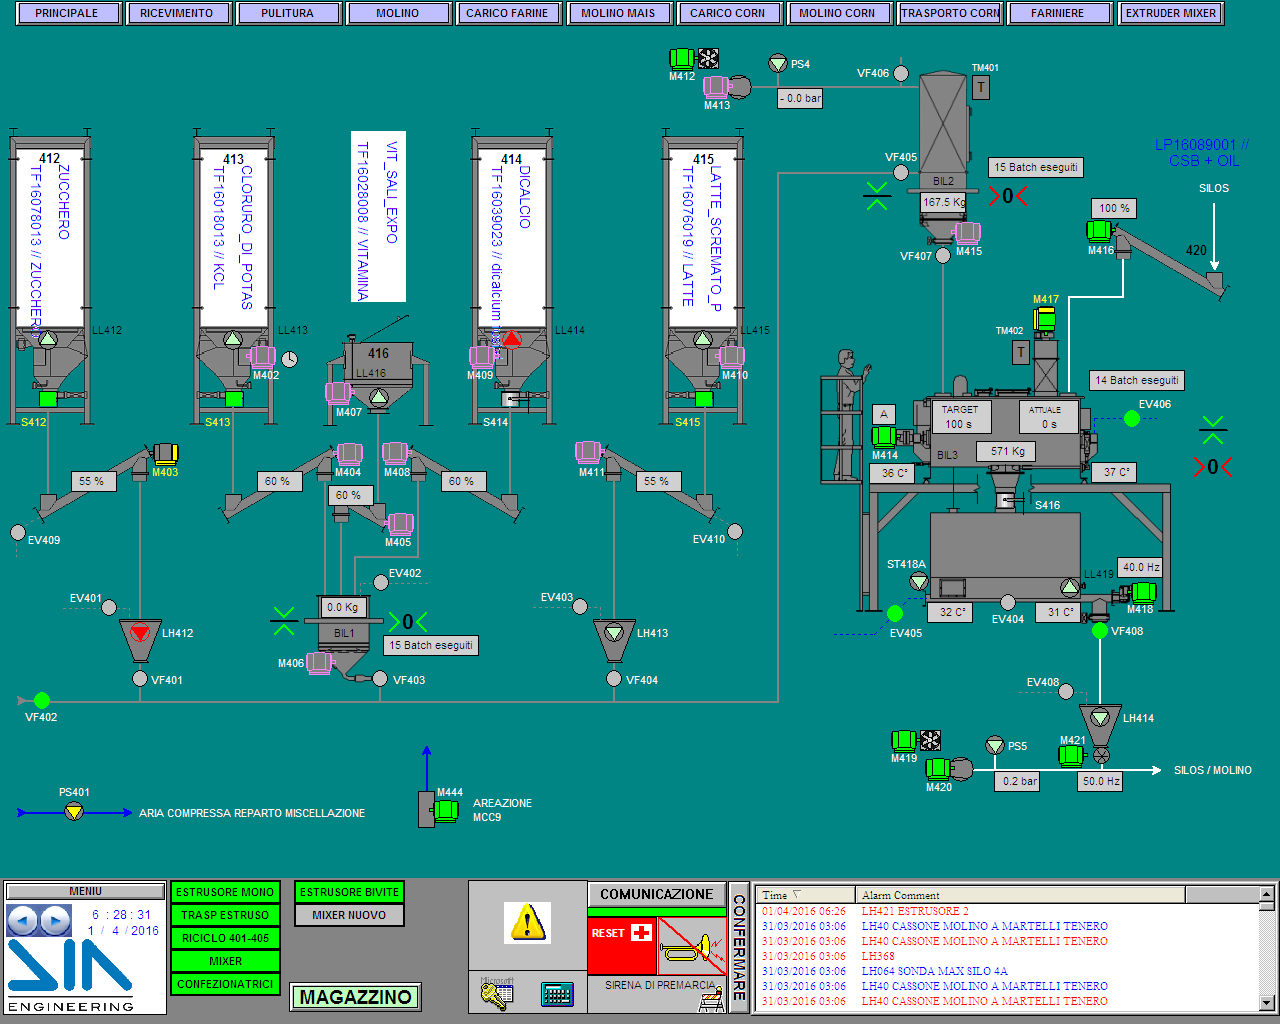 PRINCIPALE
RICEVIMENTO
PULITURA
MOLINO
CARICO FARINE
MOLINO MAIS
CARICO CORN
MOLINO CORN
TRASPORTO CORN
FARINIERE
EXTRUDER MIXER
M412
M413
PS4
- 0.0 bar
VF406
TM401
T
VF405
BIL2
167.5 Kg
15 Batch eseguiti
>0<
M415
VF407
LP16089001 //
CSB + OIL
SILOS
100 %
M416
420
412
ZUCCHERO
TF16078013 // ZUCCHERO
LL412
S412
413
CLORURO_DI_POTAS
TF16018013 // KCL
LL413
M402
S413
VIT_SALI_EXPO
TF16028008 // VITAMINA
416
LL416
M407
414
DICALCIO
TF16039023 // dicalcium
LL414
M409
S414
415
LATTE_SCREMATO_P
TF16076019 // LATTE
LL415
M410
S415
M417
TM402
T
14 Batch eseguiti
EV406
A
M414
TARGET
100 s
ATTUALE
0 s
571 Kg
BIL3
36 C°
37 C°
>0<
S416
M403
55 %
M404
60 %
M408
60 %
60 %
M405
M411
55 %
EV409
EV410
EV401
LH412
VF401
VF402
EV402
0.0 Kg
BIL1
>0<
15 Batch eseguiti
M406
VF403
EV403
LH413
VF404
ST418A
LL419
40.0 Hz
M418
32 C°
31 C°
EV404
EV405
VF408
EV408
LH414
M419
M420
PS5
0.2 bar
M421
50.0 Hz
SILOS / MOLINO
PS401
ARIA COMPRESSA REPARTO MISCELLAZIONE
M444
AREAZIONE
MCC9
MENIU
6 : 28 : 31
1 / 4 / 2016
ENGINEERING
ESTRUSORE MONO
TRASP ESTRUSO
RICICLO 401-405
MIXER
CONFEZIONATRICI
ESTRUSORE BIVITE
MIXER NUOVO
MAGAZZINO
Microsoft
COMUNICAZIONE
RESET
SIRENA DI PREMARCIA
CONFERMARE
Time
Alarm Comment
01/04/2016 06:26 LH421 ESTRUSORE 2
31/03/2016 03:06 LH40 CASSONE MOLINO A MARTELLI TENERO
31/03/2016 03:06 LH40 CASSONE MOLINO A MARTELLI TENERO
31/03/2016 03:06 LH368
31/03/2016 03:06 LH064 SONDA MAX SILO 4A
31/03/2016 03:06 LH40 CASSONE MOLINO A MARTELLI TENERO
31/03/2016 03:06 LH40 CASSONE MOLINO A MARTELLI TENERO